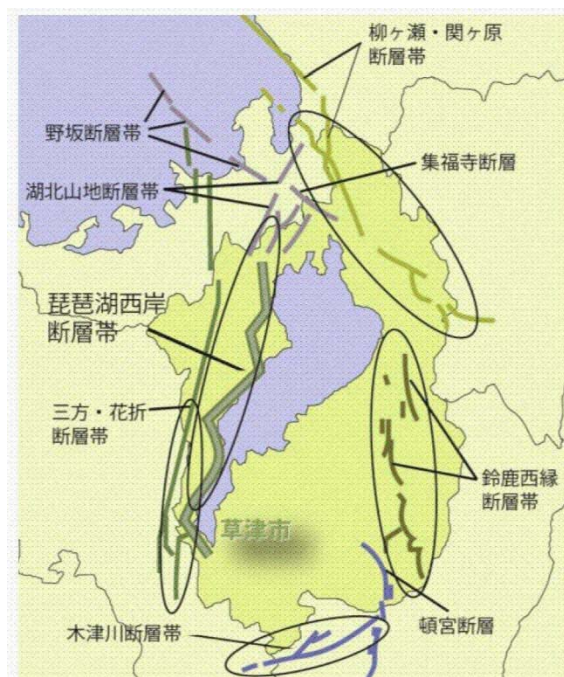 柳ヶ瀬・関ヶ原
断層帯
野坂断層帯
集福寺断層
湖北山地断層帯
琵琶湖西岸
断層帯
三方・花折
断層帯
鈴鹿西縁
断層帯
草津市
頓宮断層
木津川断層帯